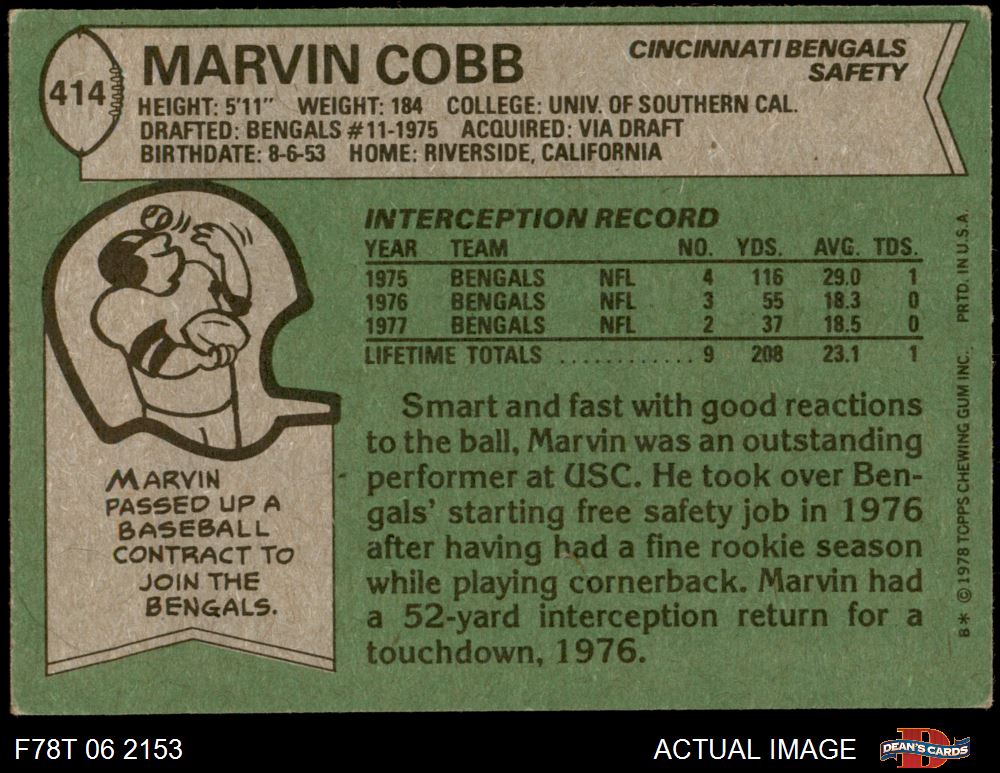 414
MARVIN COBB
CINCINNATI BENGALS
SAFETY
HEIGHT: 5'11" WEIGHT: 184 COLLEGE: UNIV. OF SOUTHERN CAL.
DRAFTED: BENGALS #11-1975 ACQUIRED: VIA DRAFT
BIRTHDATE: 8-6-53 HOME: RIVERSIDE, CALIFORNIA
INTERCEPTION RECORD
YEAR TEAM NO. YDS. AVG. TDS.
1975 BENGALS NFL 4 116 29.0 1
1976 BENGALS NFL 3 55 18.3 0
1977 BENGALS NFL 2 37 18.5 0
LIFETIME TOTALS .............. 9 208 23.1 1
Smart and fast with good reactions
to the ball, Marvin was an outstanding
performer at USC. He took over Ben-
gals' starting free safety job in 1976
after having had a fine rookie season
while playing cornerback. Marvin had
a 52-yard interception return for a
touchdown, 1976.
MARVIN
PASSED UP A
BASEBALL
CONTRACT TO
JOIN THE
BENGALS.
B* © 1978 TOPPS CHEWING GUM INC. PRTD. IN U.S.A.
F78T 06 2153
ACTUAL IMAGE
DEAN'S CARDS